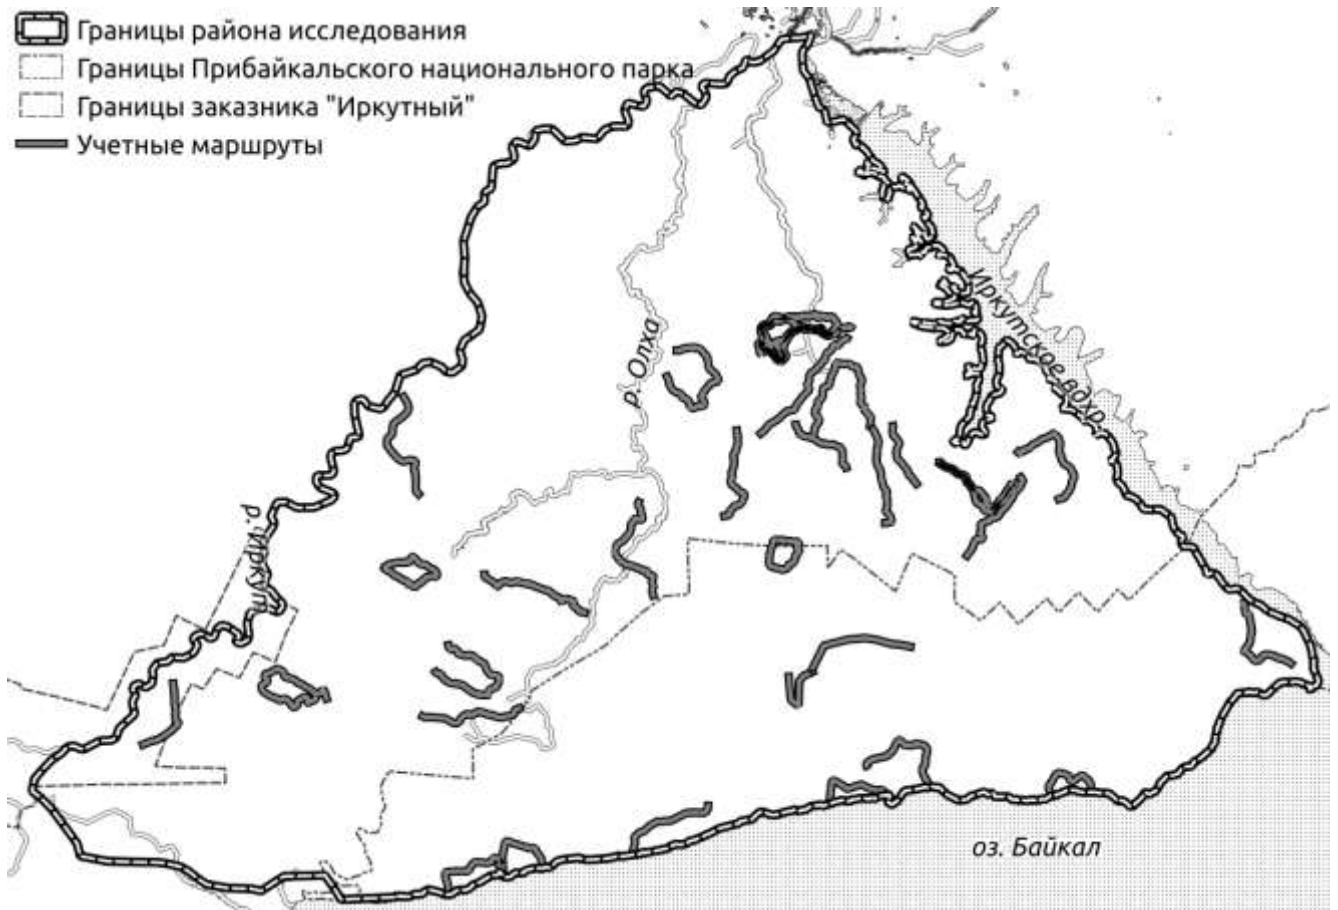 Границы района исследования
Границы Прибайкальского национального парка
Границы заказника "Иркутный"
Учетные маршруты
Иркутское вдхр.
р. Олха
р. Иркут
оз. Байкал